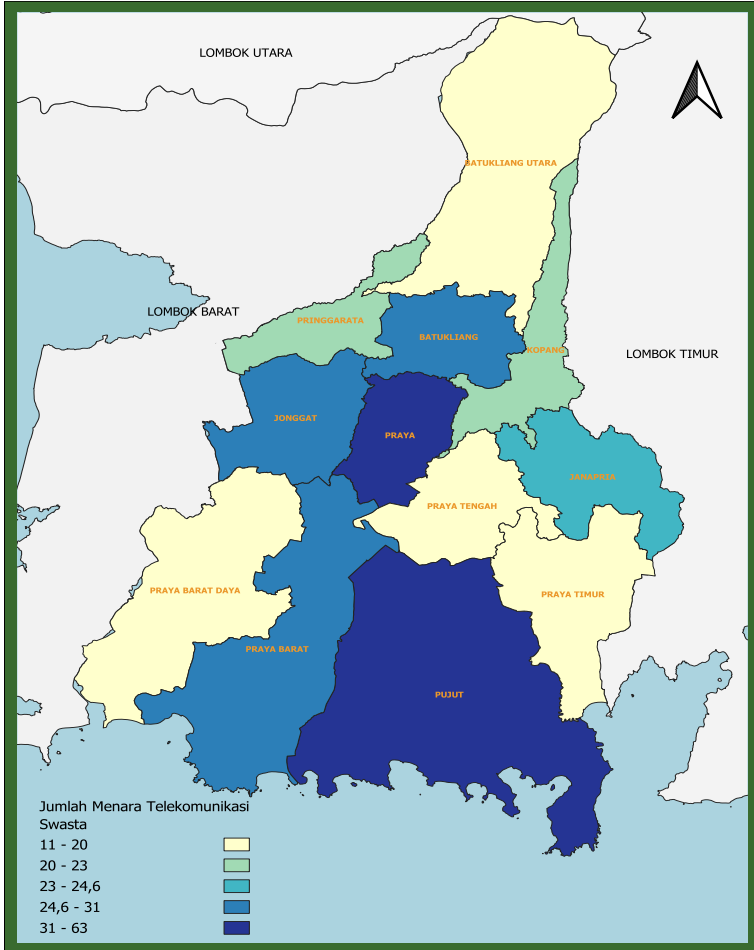 LOMBOK UTARA
BATUKLIANG UTARA
LOMBOK BARAT
PRINGGARATA
BATUKLIANG
KOPANG
LOMBOK TIMUR
JONGGAT
PRAYA
JANAPRIA
PRAYA TENGAH
PRAYA BARAT DAYA
PRAYA TIMUR
PRAYA BARAT
PUJUT
Jumlah Menara Telekomunikasi
Swasta
11 - 20
20 - 23
23 - 24,6
24,6 - 31
31 - 63